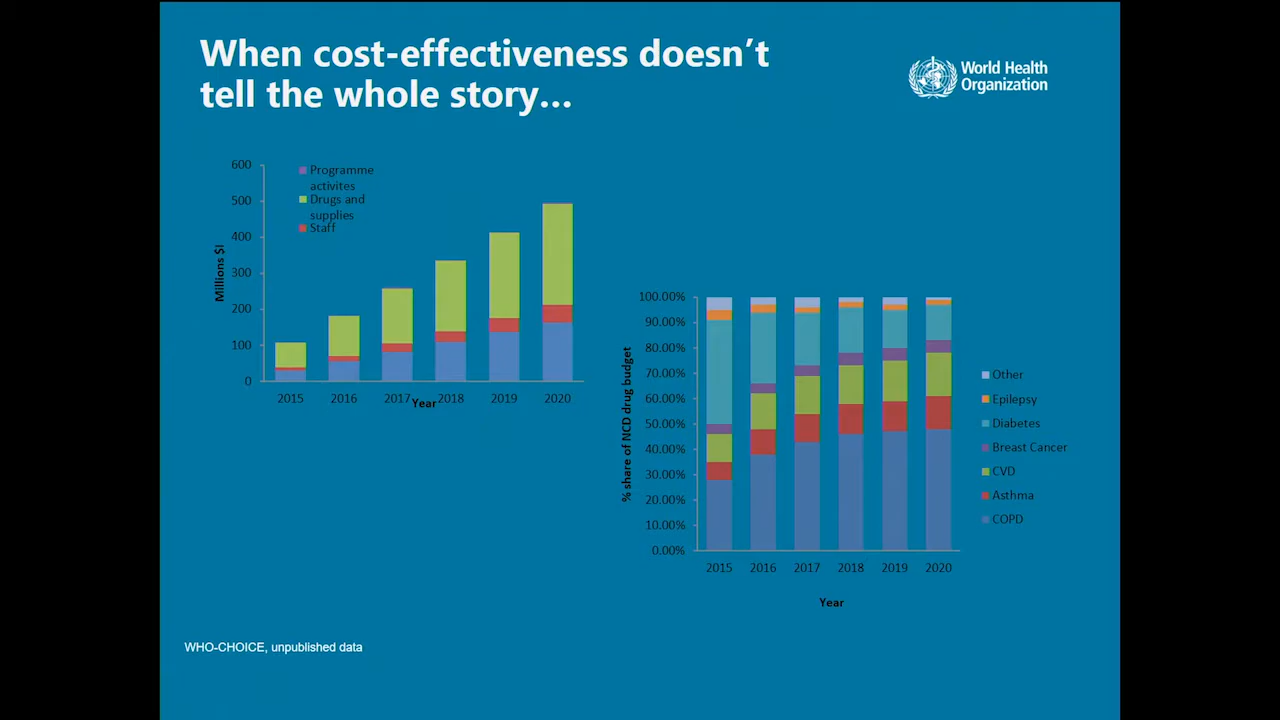 When cost-effectiveness doesn't
tell the whole story...
World Health
Organization
600
500
400
300
200
100
0
Millions $I
Programme
activites
Drugs and
supplies
Staff
2015 2016 2017 2018 2019 2020
Year
100.00%
90.00%
80.00%
70.00%
60.00%
50.00%
40.00%
30.00%
20.00%
10.00%
0.00%
% share of NCD drug budget
2015 2016 2017 2018 2019 2020
Year
Other
Epilepsy
Diabetes
Breast Cancer
CVD
Asthma
COPD
WHO-CHOICE, unpublished data